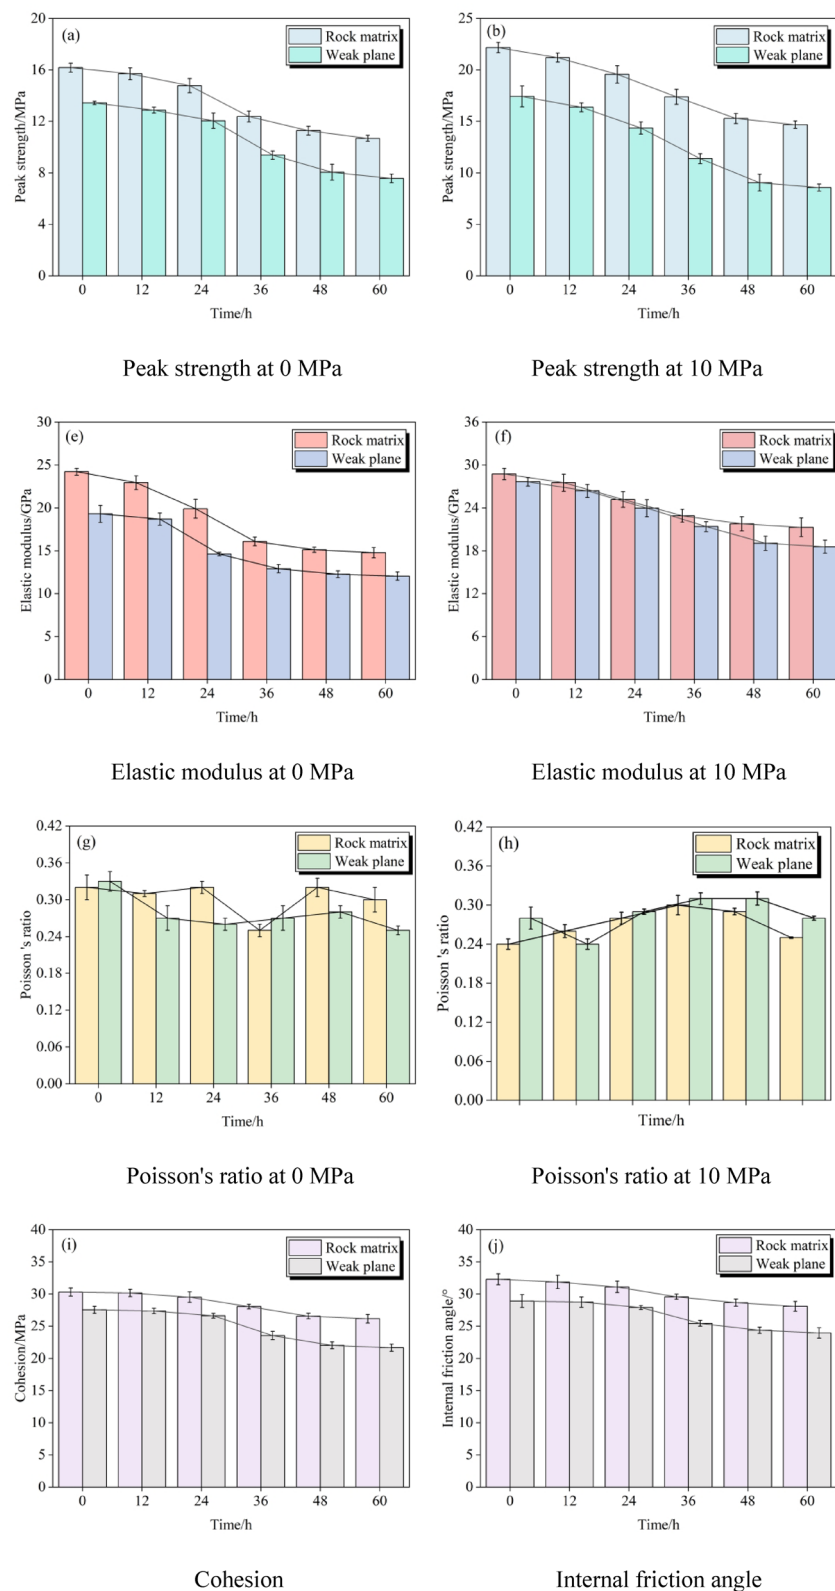 (a)
Rock matrix
Weak plane
Peak strength/MPa
20
16
12
8
4
0
0 12 24 36 48 60
Time/h
Peak strength at 0 MPa
(b)
Rock matrix
Weak plane
Peak strength/MPa
25
20
15
10
5
0
0 12 24 36 48 60
Time/h
Peak strength at 10 MPa
(e)
Rock matrix
Weak plane
Elastic modulus/GPa
30
25
20
15
10
5
0
0 12 24 36 48 60
Time/h
Elastic modulus at 0 MPa
(f)
Rock matrix
Weak plane
Elastic modulus/GPa
36
30
24
18
12
6
0
0 12 24 36 48 60
Time/h
Elastic modulus at 10 MPa
(g)
Rock matrix
Weak plane
Poisson 's ratio
0.42
0.36
0.30
0.24
0.18
0.12
0.06
0.00
0 12 24 36 48 60
Time/h
Poisson's ratio at 0 MPa
(h)
Rock matrix
Weak plane
Poisson 's ratio
0.42
0.36
0.30
0.24
0.18
0.12
0.06
0.00
Time/h
Poisson's ratio at 10 MPa
(i)
Rock matrix
Weak plane
Cohesion/MPa
40
35
30
25
20
15
10
5
0
0 12 24 36 48 60
Time/h
Cohesion
(j)
Rock matrix
Weak plane
Internal friction angle/°
40
35
30
25
20
15
10
5
0
0 12 24 36 48 60
Time/h
Internal friction angle